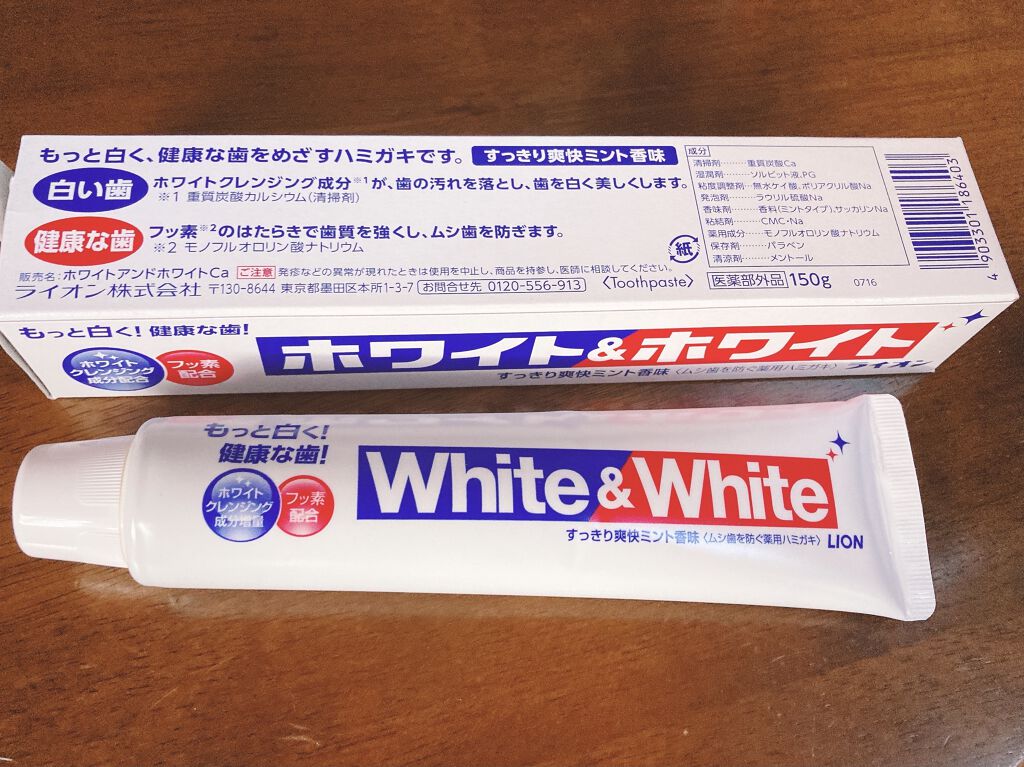 もっと白く、健康な歯をめざすハミガキです。 すっきり爽快ミント香味
白い歯 ホワイトクレンジング成分※1が、歯の汚れを落とし、歯を白く美しくします。
※1 重質炭酸カルシウム(清掃剤)
健康な歯 フッ素※2のはたらきで歯質を強くし、ムシ歯を防ぎます。
※2 モノフルオロリン酸ナトリウム
販売名:ホワイトアンドホワイトCa ご注意 発疹などの異常が現れたときは使用を中止し、商品を持参し、医師に相談してください。
ライオン株式会社 〒130-8644 東京都墨田区本所1-3-7 お問合せ先 0120-556-913 〈Toothpaste〉
紙
成分
清掃剤………重質炭酸Ca
湿潤剤………ソルビット液、PG
粘度調整剤…無水ケイ酸、ポリアクリル酸Na
発泡剤………ラウリル硫酸Na
香味剤………香料(ミントタイプ)、サッカリンNa
粘結剤………CMC・Na
薬用成分……モノフルオロリン酸ナトリウム
保存剤………パラベン
清涼剤………メントール
医薬部外品 150g 0716
4 903301 186403
もっと白く! 健康な歯!
ホワイト
クレンジング
成分配合
フッ素
配合
ホワイト&ホワイト
すっきり爽快ミント香味 〈ムシ歯を防ぐ薬用ハミガキ〉 ライオン
もっと白く!
健康な歯!
ホワイト
クレンジング
成分増量
フッ素
配合
White & White
すっきり爽快ミント香味 〈ムシ歯を防ぐ薬用ハミガキ〉 LION